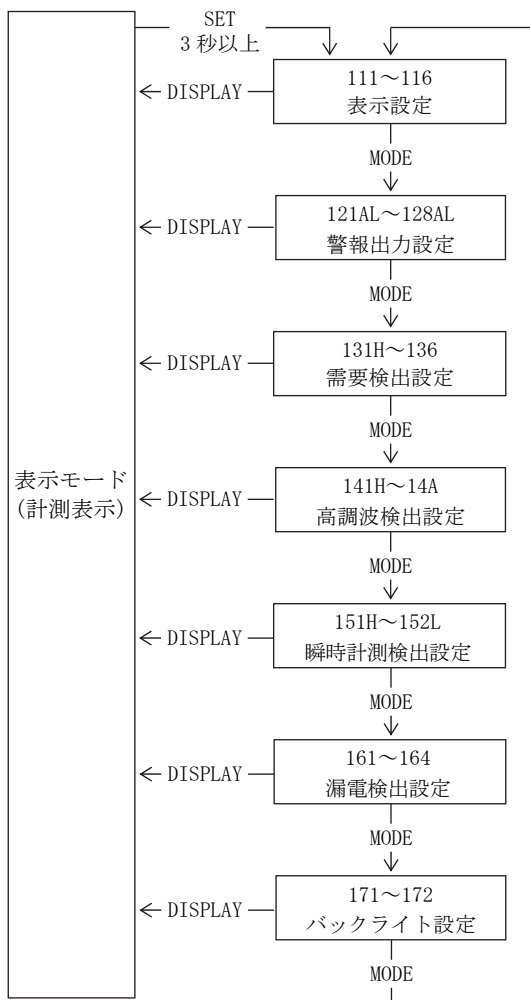 SET
3秒以上
111～116
表示設定
← DISPLAY
MODE
121AL～128AL
警報出力設定
← DISPLAY
MODE
131H～136
需要検出設定
← DISPLAY
MODE
表示モード
(計測表示)
141H～14A
高調波検出設定
← DISPLAY
MODE
151H～152L
瞬時計測検出設定
← DISPLAY
MODE
161～164
漏電検出設定
← DISPLAY
MODE
171～172
バックライト設定
← DISPLAY
MODE